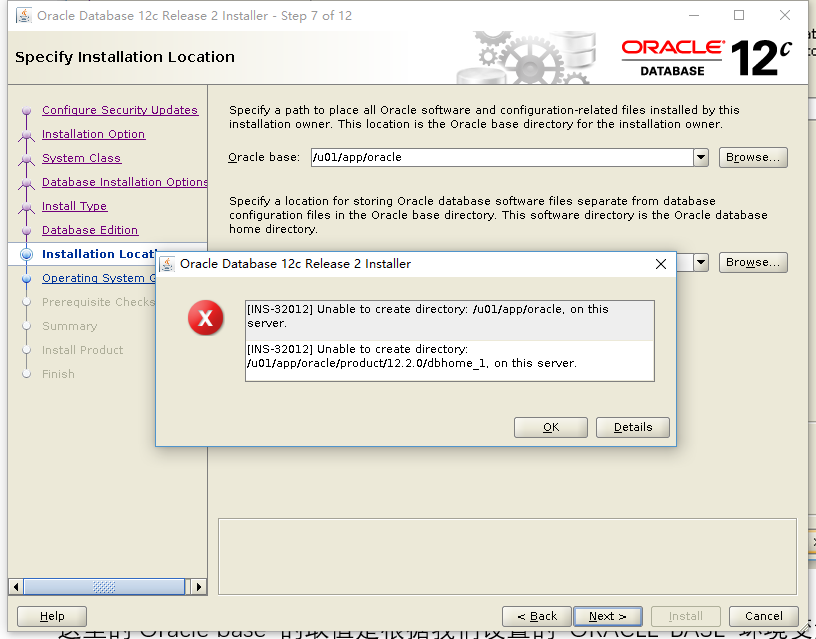 Oracle Database 12c Release 2 Installer - Step 7 of 12
Specify Installation Location
ORACLE
DATABASE
12c
Configure Security Updates
Installation Option
System Class
Database Installation Options
Install Type
Database Edition
Installation Locat
Operating System G
Prerequisite Checks
Summary
Install Product
Finish
Specify a path to place all Oracle software and configuration-related files installed by this
installation owner. This location is the Oracle base directory for the installation owner.
Oracle base:
/u01/app/oracle
Browse...
Specify a location for storing Oracle database software files separate from database
configuration files in the Oracle base directory. This software directory is the Oracle database
home directory.
Browse...
Oracle Database 12c Release 2 Installer
[INS-32012] Unable to create directory: /u01/app/oracle, on this
server.
[INS-32012] Unable to create directory:
/u01/app/oracle/product/12.2.0/dbhome_1, on this server.
OK
Details
Help
< Back
Next >
Install
Cancel